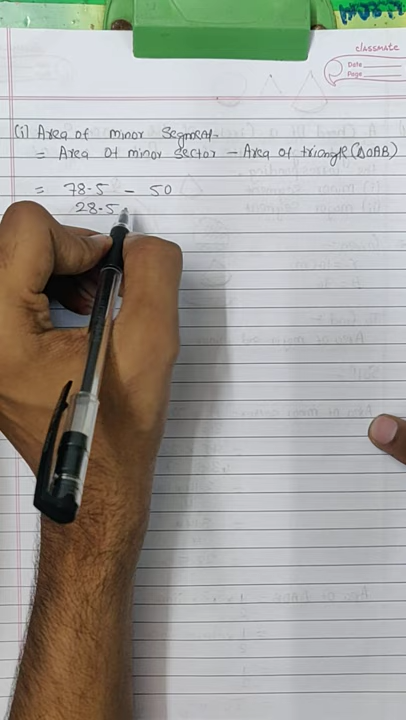 classmate
Date
Page
(i) Area of minor Segment
= Area of minor sector - Area of triangle (ΔOAB)
= 78.5 - 50
28.5